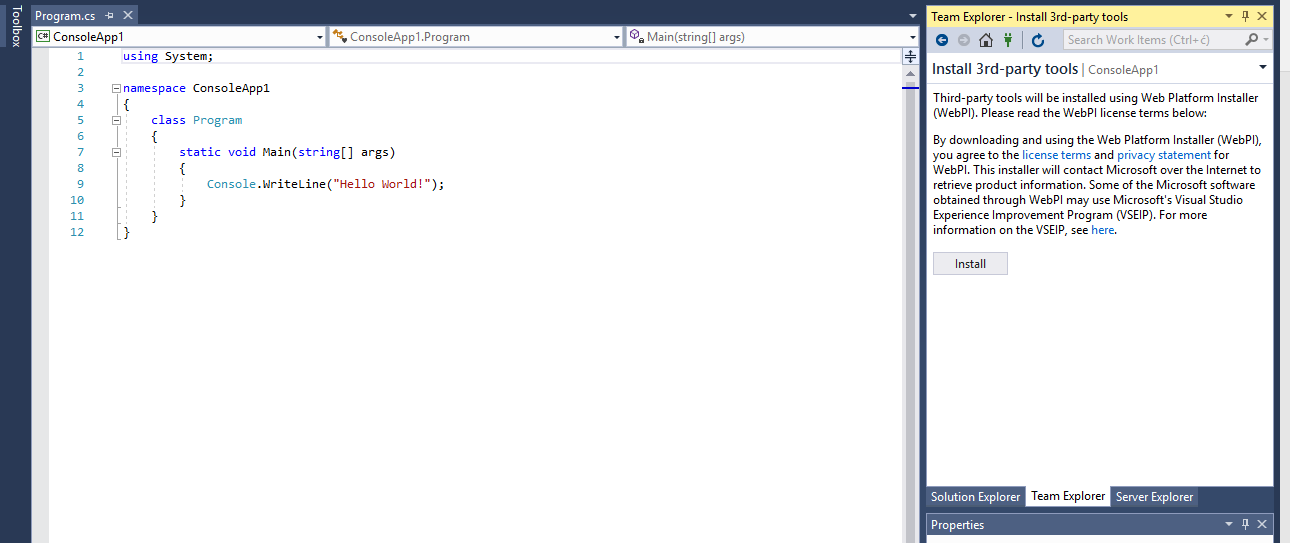 Toolbox
Program.cs
C# ConsoleApp1
ConsoleApp1.Program
Main(string[] args)
1 using System;
2
3 namespace ConsoleApp1
4 {
5 class Program
6 {
7 static void Main(string[] args)
8 {
9 Console.WriteLine("Hello World!");
10 }
11 }
12 }
Team Explorer - Install 3rd-party tools
Search Work Items (Ctrl+č)
Install 3rd-party tools | ConsoleApp1
Third-party tools will be installed using Web Platform Installer
(WebPI). Please read the WebPI license terms below:
By downloading and using the Web Platform Installer (WebPI),
you agree to the license terms and privacy statement for
WebPI. This installer will contact Microsoft over the Internet to
retrieve product information. Some of the Microsoft software
obtained through WebPI may use Microsoft's Visual Studio
Experience Improvement Program (VSEIP). For more
information on the VSEIP, see here.
Install
Solution Explorer
Team Explorer
Server Explorer
Properties